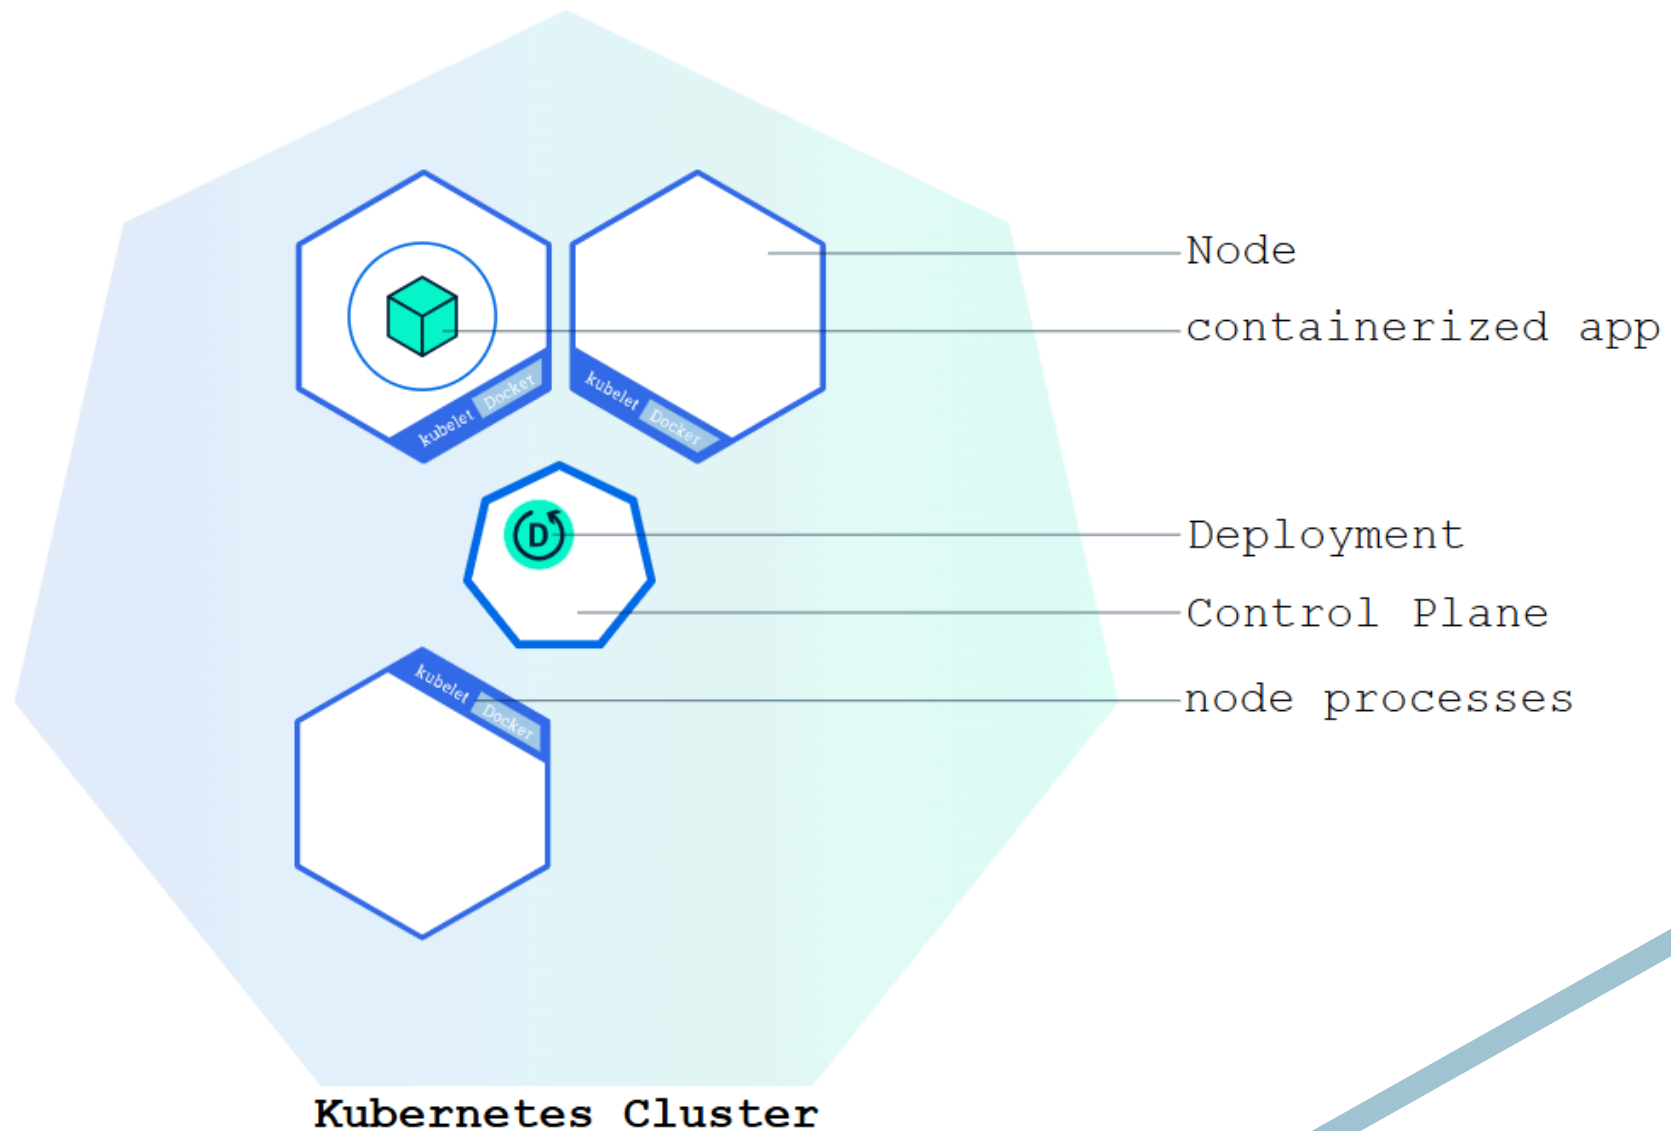 Node
containerized app
kubelet Docker
kubelet Docker
D
Deployment
Control Plane
kubelet Docker
node processes
Kubernetes Cluster